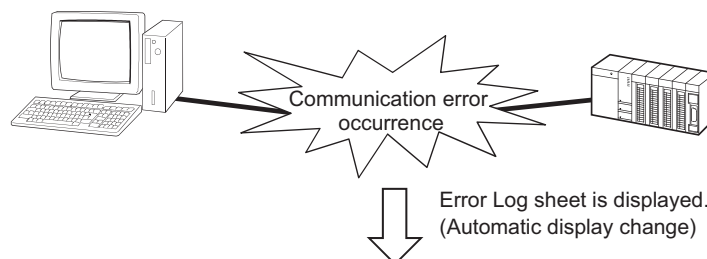 Communication error
occurrence
Error Log sheet is displayed.
(Automatic display change)